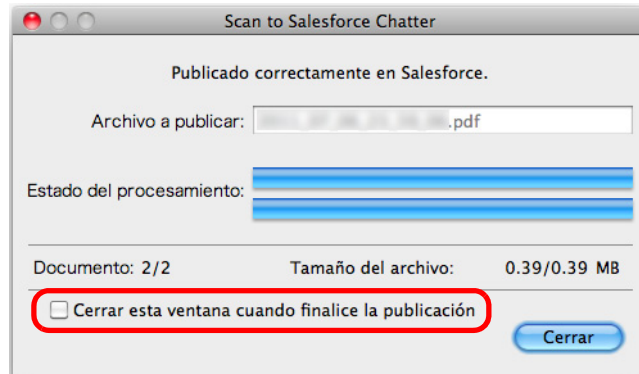 Scan to Salesforce Chatter
Publicado correctamente en Salesforce.
Archivo a publicar: .pdf
Estado del procesamiento:
Documento: 2/2 Tamaño del archivo: 0.39/0.39 MB
Cerrar esta ventana cuando finalice la publicación
Cerrar